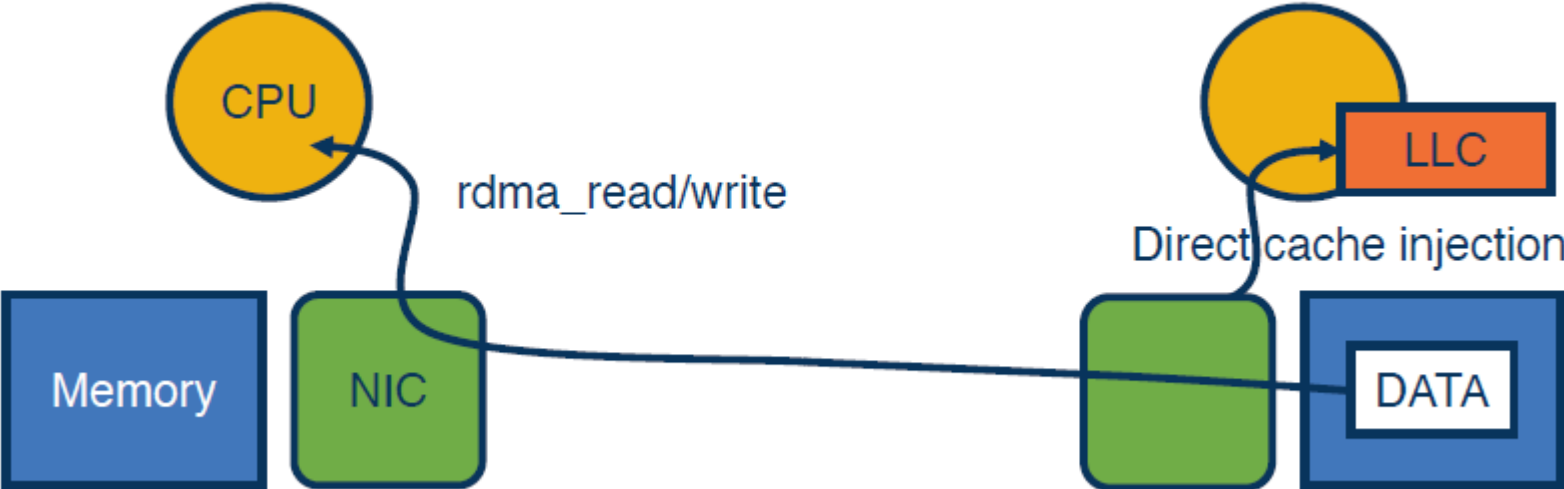 CPU
LLC
rdma_read/write
Direct cache injection
Memory
NIC
DATA